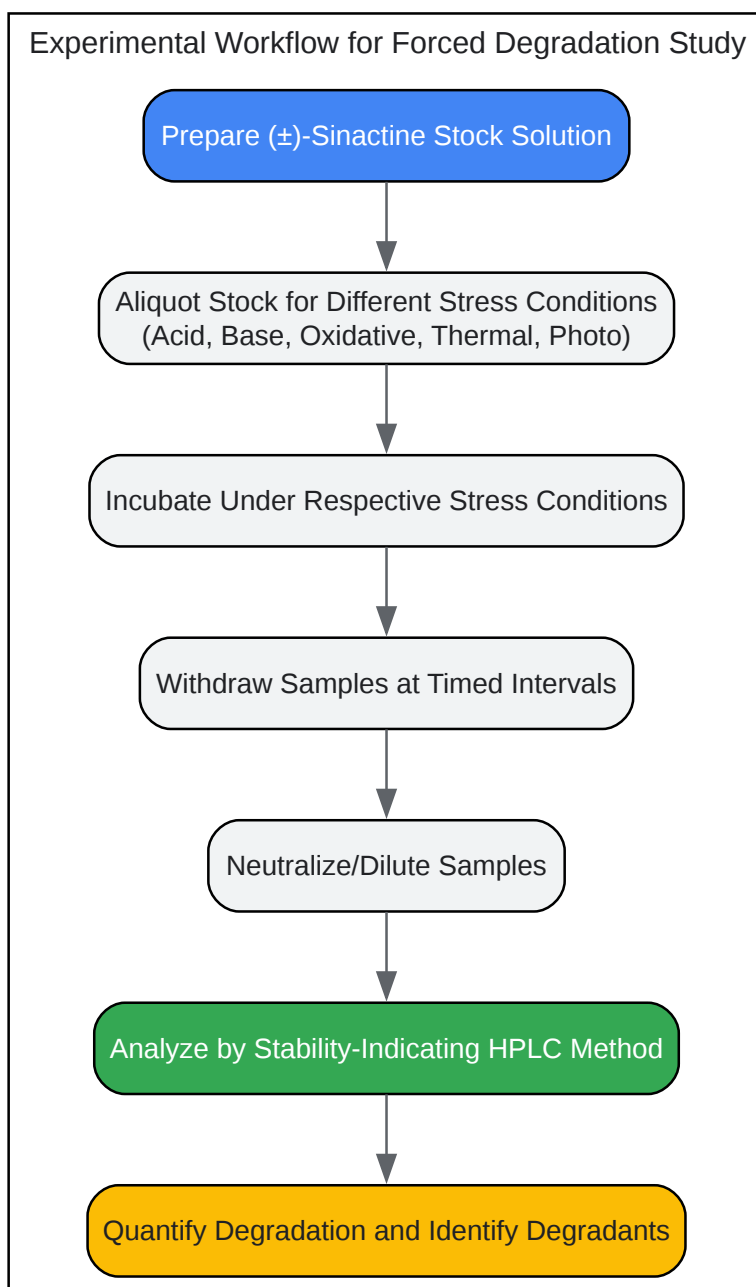 Experimental Workflow for Forced Degradation Study
Prepare (±)-Sinactine Stock Solution
Aliquot Stock for Different Stress Conditions
(Acid, Base, Oxidative, Thermal, Photo)
Incubate Under Respective Stress Conditions
Withdraw Samples at Timed Intervals
Neutralize/Dilute Samples
Analyze by Stability-Indicating HPLC Method
Quantify Degradation and Identify Degradants